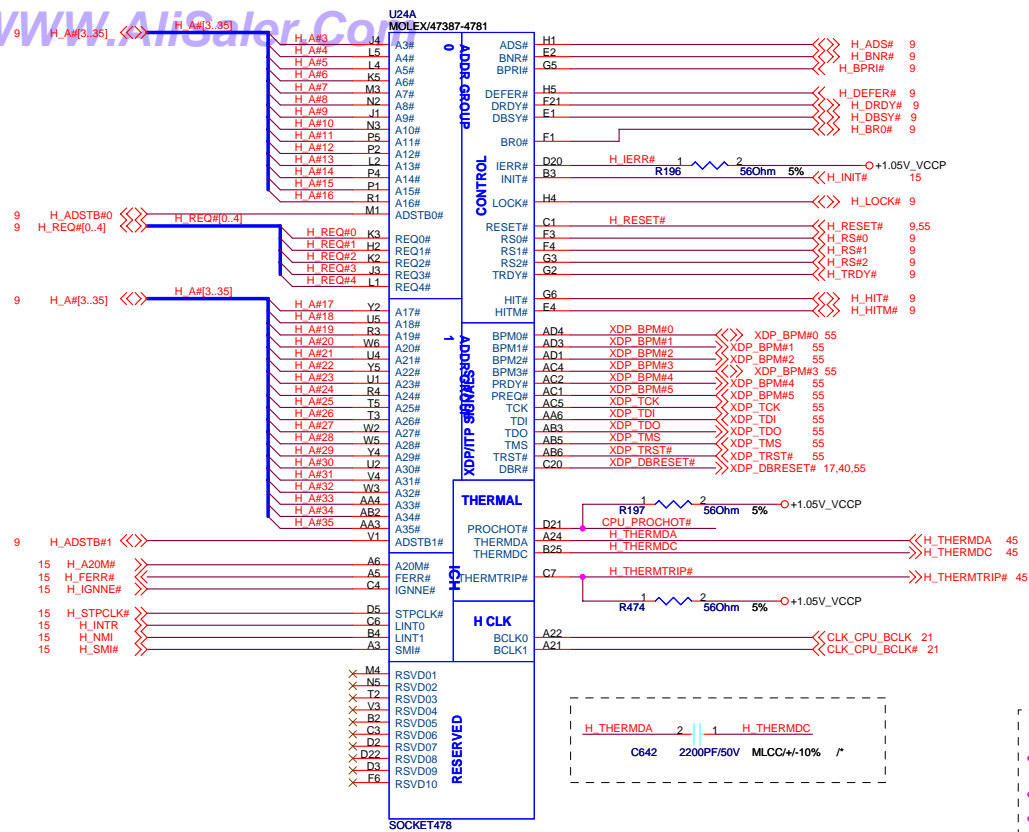 WWW.AliSaler.Com
U24A
MOLEX/47387-4781
9 H_A#[3..35] H_A#[3..35]
H_A#3 J4 A3#
H_A#4 L5 A4#
H_A#5 L4 A5#
H_A#6 K5 A6#
H_A#7 M3 A7#
H_A#8 N2 A8#
H_A#9 J1 A9#
H_A#10 N3 A10#
H_A#11 P5 A11#
H_A#12 P2 A12#
H_A#13 L2 A13#
H_A#14 P4 A14#
H_A#15 P1 A15#
H_A#16 R1 A16#
9 H_ADSTB#0 M1 ADSTB0#
9 H_REQ#[0..4] H_REQ#[0..4]
H_REQ#0 K3 REQ0#
H_REQ#1 H2 REQ1#
H_REQ#2 K2 REQ2#
H_REQ#3 J3 REQ3#
H_REQ#4 L1 REQ4#
9 H_A#[3..35] H_A#[3..35]
H_A#17 Y2 A17#
H_A#18 U5 A18#
H_A#19 R3 A19#
H_A#20 W6 A20#
H_A#21 U4 A21#
H_A#22 Y5 A22#
H_A#23 U1 A23#
H_A#24 R4 A24#
H_A#25 T5 A25#
H_A#26 T3 A26#
H_A#27 W2 A27#
H_A#28 W5 A28#
H_A#29 Y4 A29#
H_A#30 U2 A30#
H_A#31 V4 A31#
H_A#32 W3 A32#
H_A#33 AA4 A33#
H_A#34 AB2 A34#
H_A#35 AA3 A35#
9 H_ADSTB#1 V1 ADSTB1#
15 H_A20M# A6 A20M#
15 H_FERR# A5 FERR#
15 H_IGNNE# C4 IGNNE#
15 H_STPCLK# D5 STPCLK#
15 H_INTR C6 LINT0
15 H_NMI B4 LINT1
15 H_SMI# A3 SMI#
M4 RSVD01
N5 RSVD02
T2 RSVD03
V3 RSVD04
B2 RSVD05
C3 RSVD06
D2 RSVD07
D22 RSVD08
D3 RSVD09
F6 RSVD10
SOCKET478
ADDR GROUP 0
CONTROL
XDP/ITP SIGNALS
THERMAL
ICH
H CLK
RESERVED
ADS# H1 H_ADS# 9
BNR# E2 H_BNR# 9
BPRI# G5 H_BPRI# 9
DEFER# H5 H_DEFER# 9
DRDY# F21 H_DRDY# 9
DBSY# E1 H_DBSY# 9
BR0# F1 H_BR0# 9
IERR# D20 H_IERR# 1 R196 2 56Ohm 5% +1.05V_VCCP
INIT# B3 H_INIT# 15
LOCK# H4 H_LOCK# 9
RESET# C1 H_RESET# H_RESET# 9,55
RS0# F3 H_RS#0 9
RS1# F4 H_RS#1 9
RS2# G3 H_RS#2 9
TRDY# G2 H_TRDY# 9
HIT# G6 H_HIT# 9
HITM# E4 H_HITM# 9
BPM0# AD4 XDP_BPM#0 XDP_BPM#0 55
BPM1# AD3 XDP_BPM#1 XDP_BPM#1 55
BPM2# AD1 XDP_BPM#2 XDP_BPM#2 55
BPM3# AC4 XDP_BPM#3 XDP_BPM#3 55
PRDY# AC2 XDP_BPM#4 XDP_BPM#4 55
PREQ# AC1 XDP_BPM#5 XDP_BPM#5 55
TCK AC5 XDP_TCK XDP_TCK 55
TDI AA6 XDP_TDI XDP_TDI 55
TDO AB3 XDP_TDO XDP_TDO 55
TMS AB5 XDP_TMS XDP_TMS 55
TRST# AB6 XDP_TRST# XDP_TRST# 55
DBR# C20 XDP_DBRESET# XDP_DBRESET# 17,40,55
1 R197 2 56Ohm 5% +1.05V_VCCP
PROCHOT# D21 CPU_PROCHOT#
THERMDA A24 H_THERMDA H_THERMDA 45
THERMDC B25 H_THERMDC H_THERMDC 45
THERMTRIP# C7 H_THERMTRIP# H_THERMTRIP# 45
1 R474 2 56Ohm 5% +1.05V_VCCP
BCLK0 A22 CLK_CPU_BCLK 21
BCLK1 A21 CLK_CPU_BCLK# 21
H_THERMDA 2 1 H_THERMDC
C642 2200PF/50V MLCC/+/-10% /*